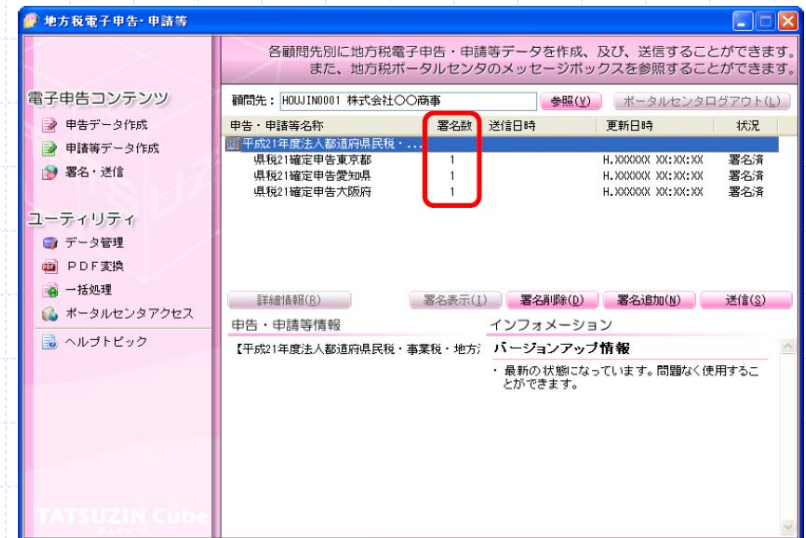 地方税電子申告・申請等
各顧問先別に地方税電子申告・申請等データを作成、及び、送信することができます。
また、地方税ポータルセンタのメッセージボックスを参照することができます。
電子申告コンテンツ
申告データ作成
申請等データ作成
署名・送信
ユーティリティ
データ管理
PDF変換
一括処理
ポータルセンタアクセス
ヘルプトピック
顧問先： HOUJIN0001 株式会社〇〇商事 参照(Y) ポータルセンタログアウト(L)
申告・申請等名称 署名数 送信日時 更新日時 状況
平成21年度法人都道府県民税・...
県税21確定申告東京都 1 H.XXXXXX XX:XX:XX 署名済
県税21確定申告愛知県 1 H.XXXXXX XX:XX:XX 署名済
県税21確定申告大阪府 1 H.XXXXXX XX:XX:XX 署名済
詳細情報(R) 署名表示(I) 署名削除(D) 署名追加(N) 送信(S)
申告・申請等情報
【平成21年度法人都道府県民税・事業税・地方
インフォメーション
バージョンアップ情報
・ 最新の状態になっています。問題なく使用するこ
とができます。
TATSUZIN Cube